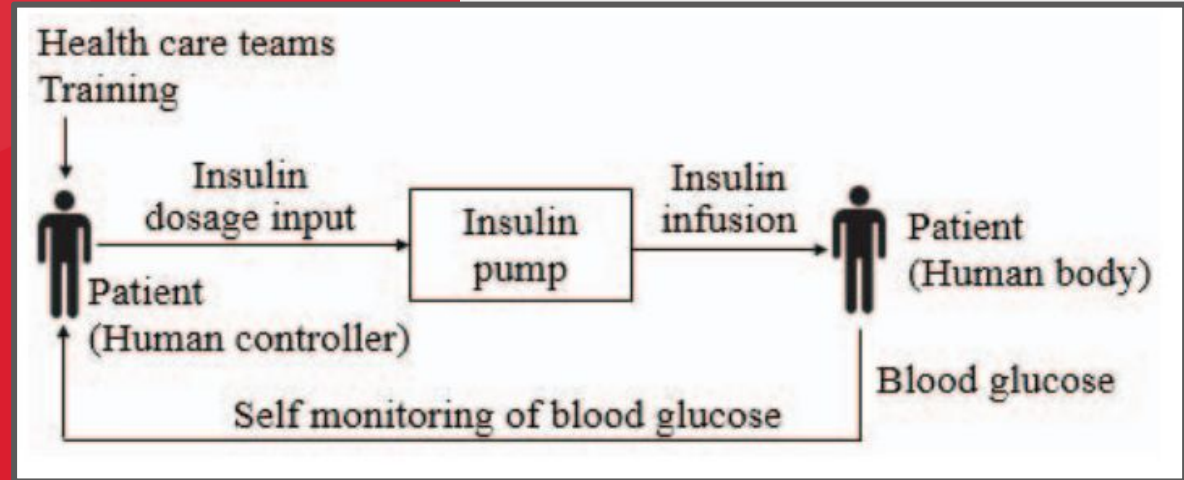 Health care teams
Training
Insulin
dosage input
Insulin
pump
Insulin
infusion
Patient
(Human body)
Patient
(Human controller)
Blood glucose
Self monitoring of blood glucose